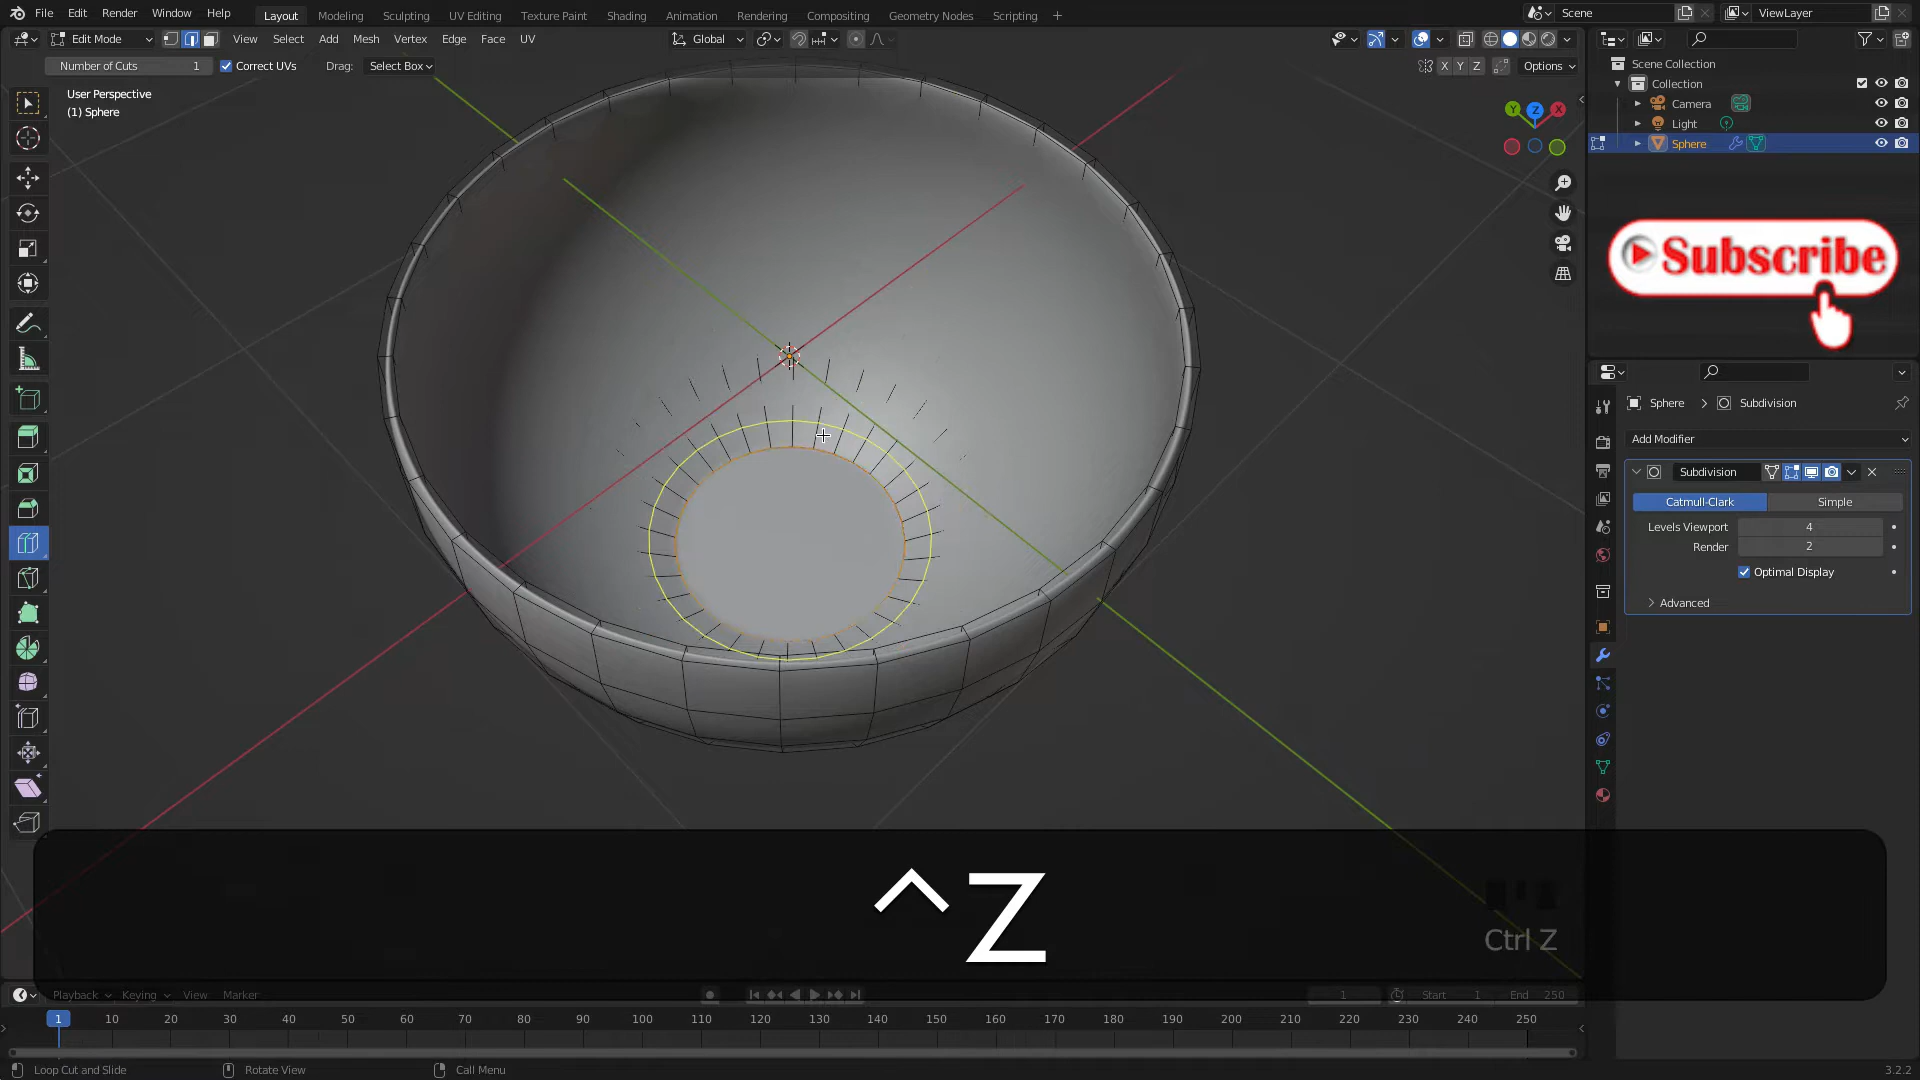 File Edit Render Window Help Layout Modeling Sculpting UV Editing Texture Paint Shading Animation Rendering Compositing Geometry Nodes Scripting + Scene ViewLayer
Edit Mode View Select Add Mesh Vertex Edge Face UV Global
Number of Cuts 1 Correct UVs Drag: Select Box X Y Z Options
User Perspective
(1) Sphere
Scene Collection
Collection
Camera
Light
Sphere
Y Z X
Subscribe
Sphere > Subdivision
Add Modifier
Subdivision
Catmull-Clark Simple
Levels Viewport 4
Render 2
Optimal Display
Advanced
^Z
Ctrl Z
Playback Keying View Marker 1 Start 1 End 250
1 10 20 30 40 50 60 70 80 90 100 110 120 130 140 150 160 170 180 190 200 210 220 230 240 250
Loop Cut and Slide Rotate View Call Menu 3.2.2